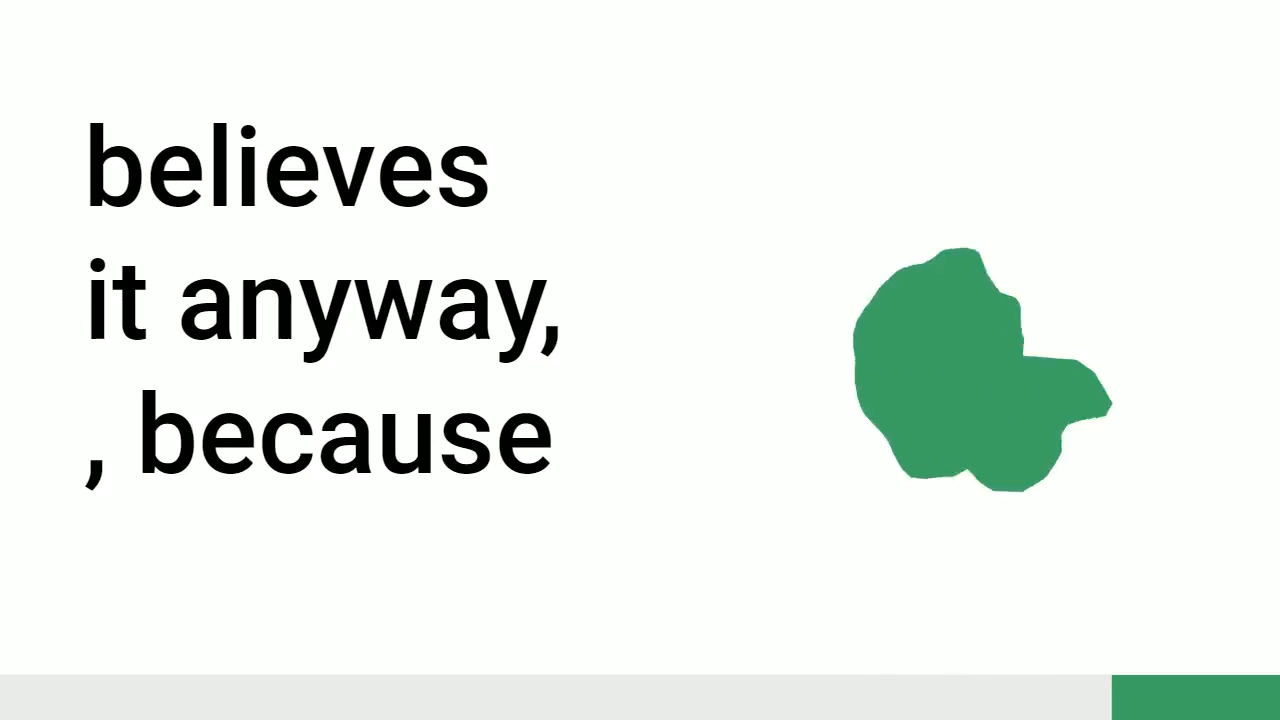 believes
it anyway,
, because